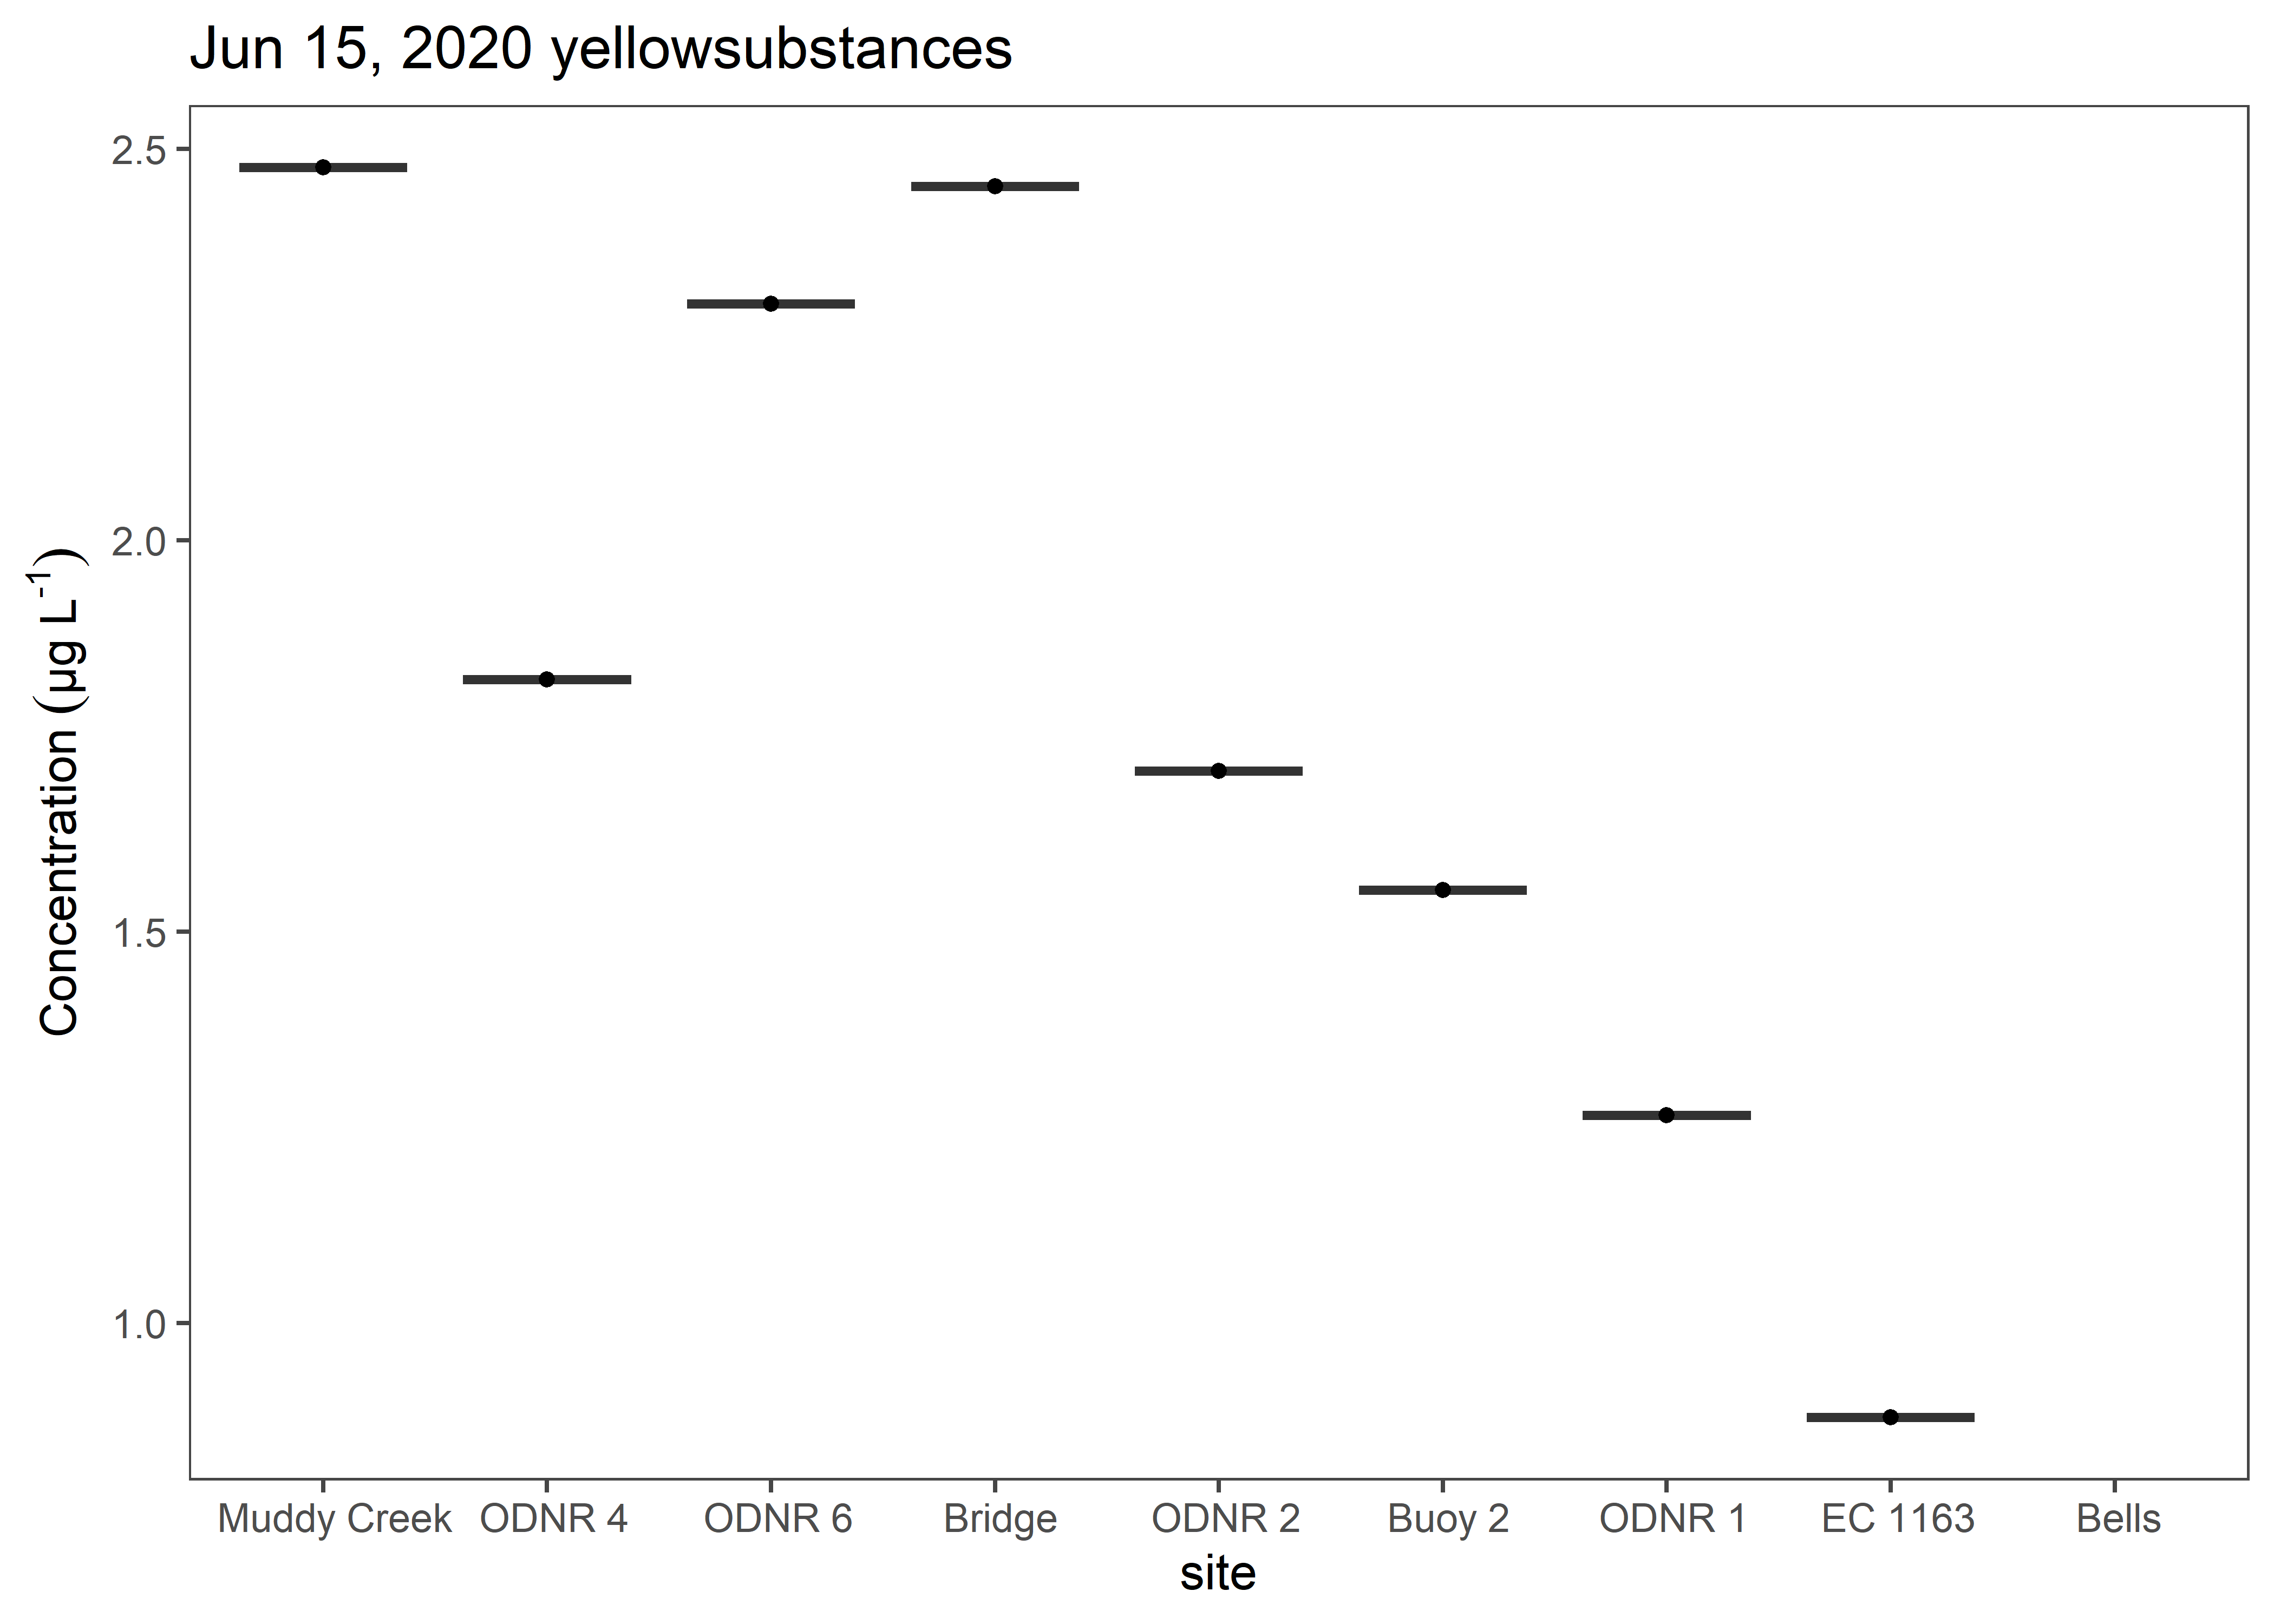 Jun 15, 2020 yellowsubstances
Concentration (µg L⁻¹)
2.5
2.0
1.5
1.0
Muddy Creek ODNR 4 ODNR 6 Bridge ODNR 2 Buoy 2 ODNR 1 EC 1163 Bells
site